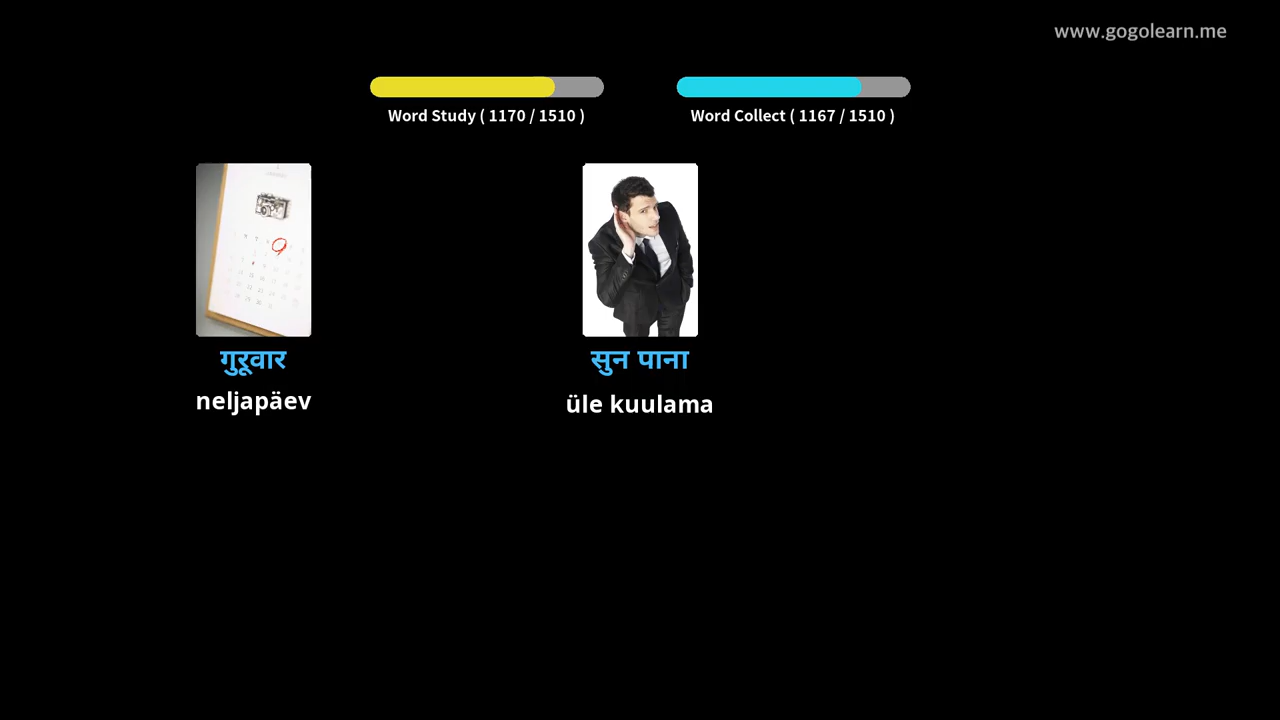 www.gogolearn.me
Word Study ( 1170 / 1510 )
Word Collect ( 1167 / 1510 )
गुरूवार
सुन पाना
neljapäev
üle kuulama